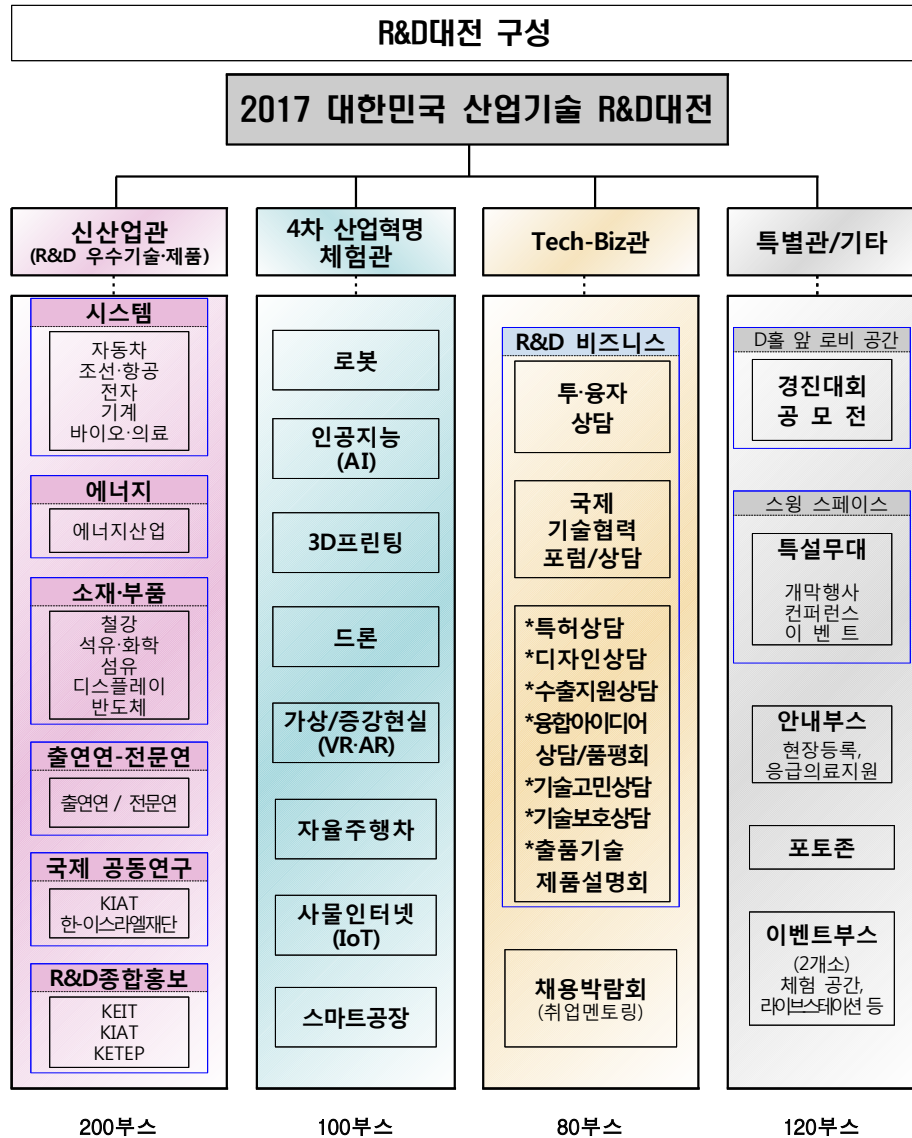 R&D대전 구성
2017 대한민국 산업기술 R&D대전
신산업관
(R&D 우수기술·제품)
시스템
자동차
조선·항공
전자
기계
바이오·의료
에너지
에너지산업
소재·부품
철강
석유·화학
섬유
디스플레이
반도체
출연연-전문연
출연연 / 전문연
국제 공동연구
KIAT
한-이스라엘재단
R&D종합홍보
KEIT
KIAT
KETEP
200부스
4차 산업혁명
체험관
로봇
인공지능
(AI)
3D프린팅
드론
가상/증강현실
(VR·AR)
자율주행차
사물인터넷
(IoT)
스마트공장
100부스
Tech-Biz관
R&D 비즈니스
투·융자
상담
국제
기술협력
포럼/상담
*특허상담
*디자인상담
*수출지원상담
*융합아이디어
상담/품평회
*기술고민상담
*기술보호상담
*출품기술
제품설명회
채용박람회
(취업멘토링)
80부스
특별관/기타
D홀 앞 로비 공간
경진대회
공 모 전
스윙 스페이스
특설무대
개막행사
컨퍼런스
이 벤 트
안내부스
현장등록,
응급의료지원
포토존
이벤트부스
(2개소)
체험 공간,
라이브스테이션 등
120부스